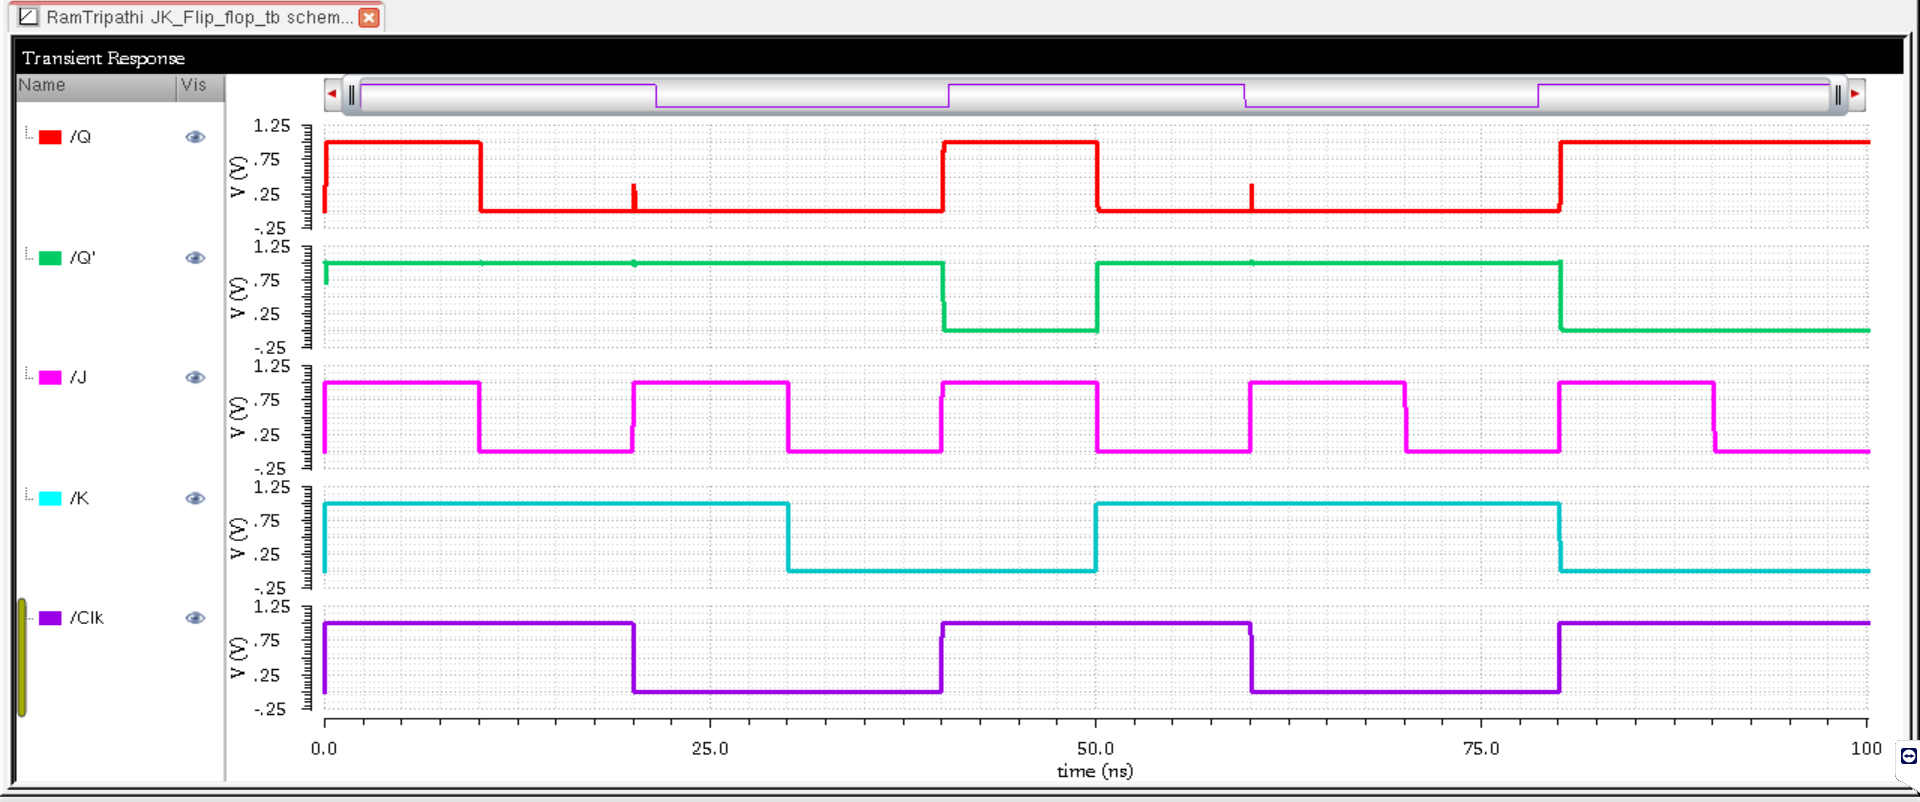 RamTripathi JK_Flip_flop_tb schem...
Transient Response
Name Vis
/Q
1.25
.75
.25
-.25
V (V)
/Q'
1.25
.75
.25
-.25
V (V)
/J
1.25
.75
.25
-.25
V (V)
/K
1.25
.75
.25
-.25
V (V)
/Clk
1.25
.75
.25
-.25
V (V)
0.0 25.0 50.0 75.0 100
time (ns)